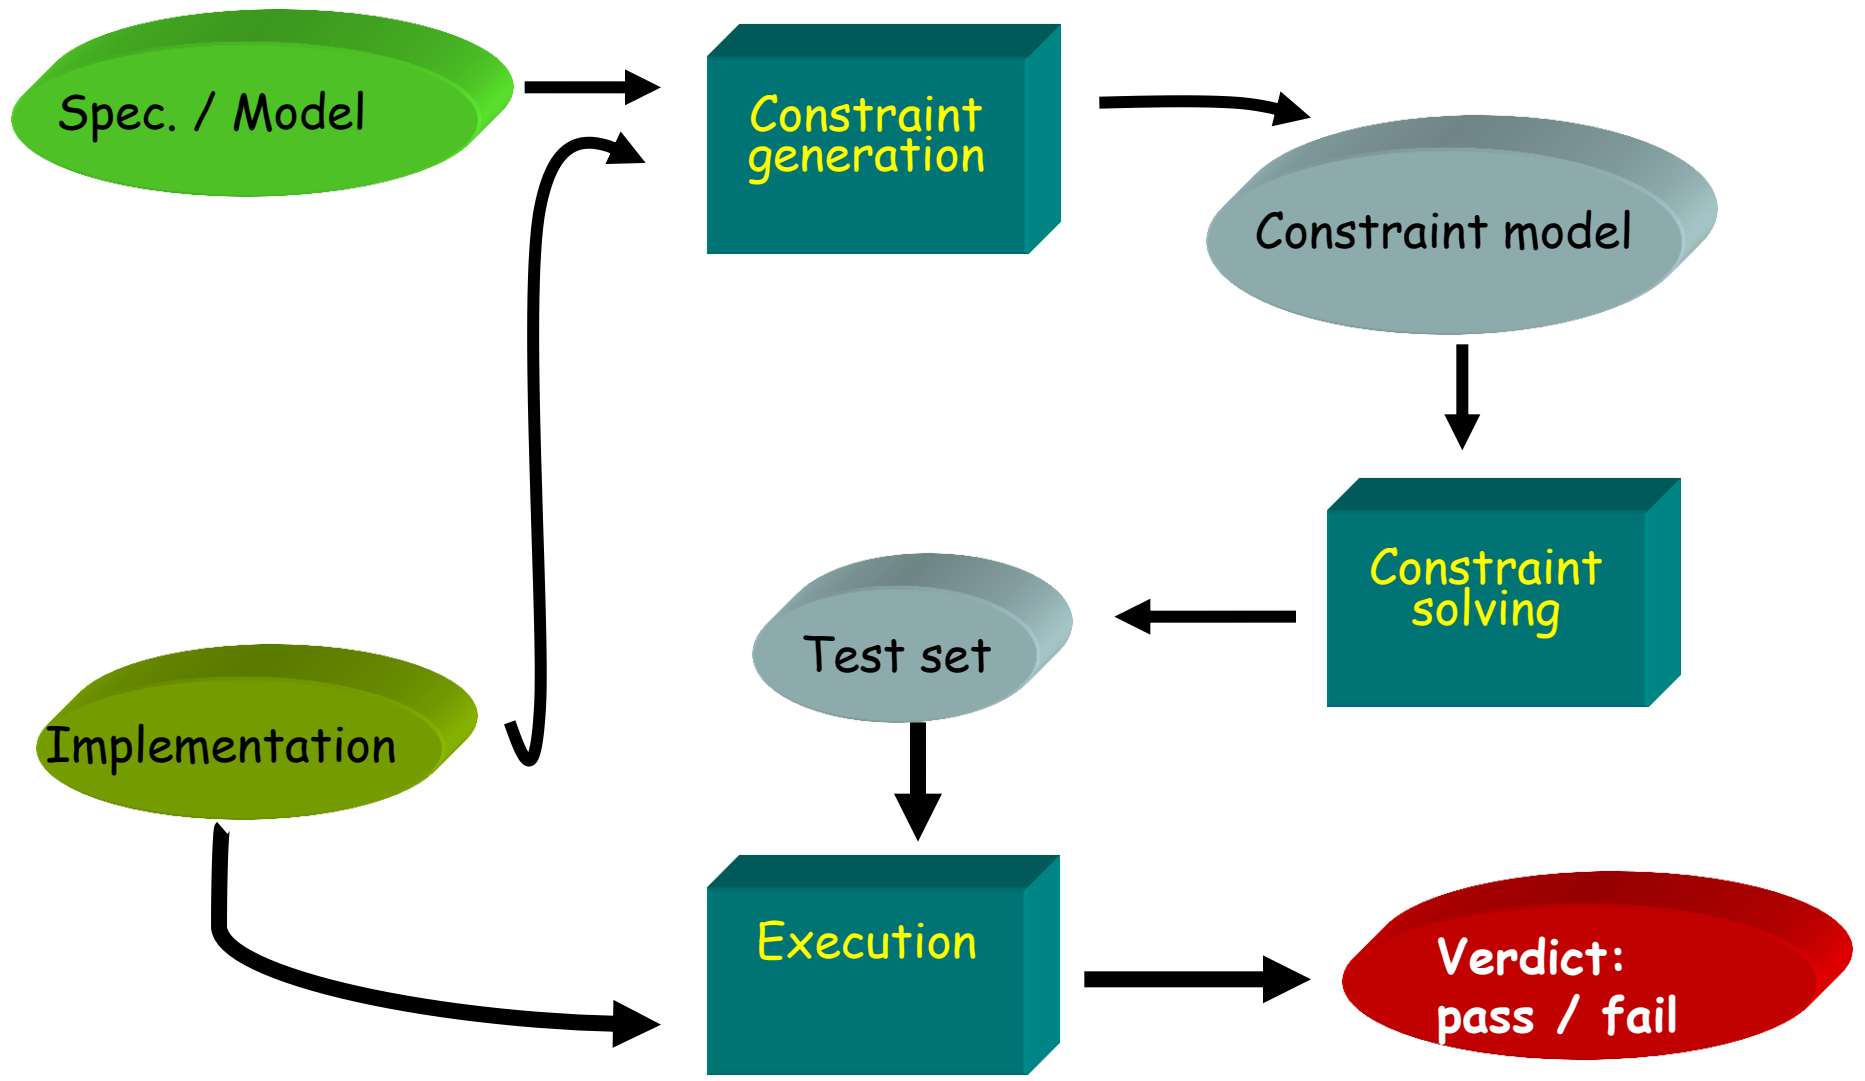 Spec. / Model
Constraint
generation
Constraint model
Constraint
solving
Test set
Implementation
Execution
Verdict:
pass / fail